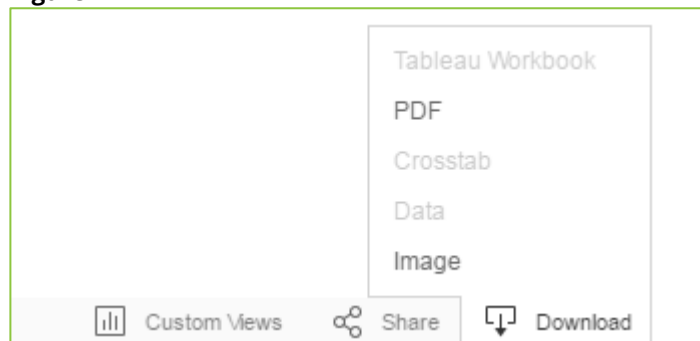 Tableau Workbook
PDF
Crosstab
Data
Image
Custom Views Share Download